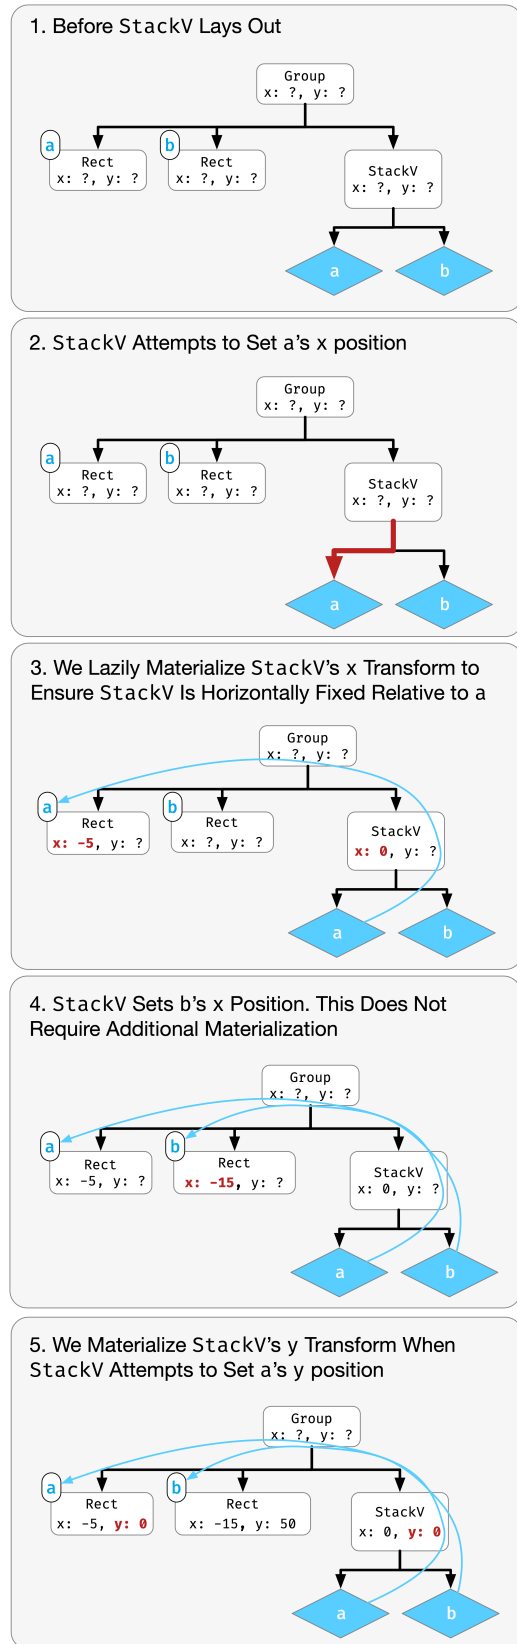 1. Before StackV Lays Out
Group
x: ?, y: ?
a
Rect
x: ?, y: ?
b
Rect
x: ?, y: ?
StackV
x: ?, y: ?
a
b
2. StackV Attempts to Set a's x position
Group
x: ?, y: ?
a
Rect
x: ?, y: ?
b
Rect
x: ?, y: ?
StackV
x: ?, y: ?
a
b
3. We Lazily Materialize StackV's x Transform to
Ensure StackV Is Horizontally Fixed Relative to a
Group
x: ?, y: ?
a
Rect
x: -5, y: ?
b
Rect
x: ?, y: ?
StackV
x: 0, y: ?
a
b
4. StackV Sets b's x Position. This Does Not
Require Additional Materialization
Group
x: ?, y: ?
a
Rect
x: -5, y: ?
b
Rect
x: -15, y: ?
StackV
x: 0, y: ?
a
b
5. We Materialize StackV's y Transform When
StackV Attempts to Set a's y position
Group
x: ?, y: ?
a
Rect
x: -5, y: 0
b
Rect
x: -15, y: 50
StackV
x: 0, y: 0
a
b